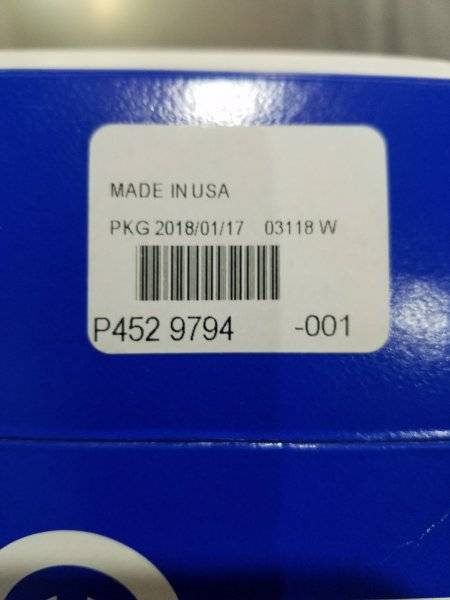 MADE IN USA
PKG 2018/01/17 03118 W
P452 9794 -001